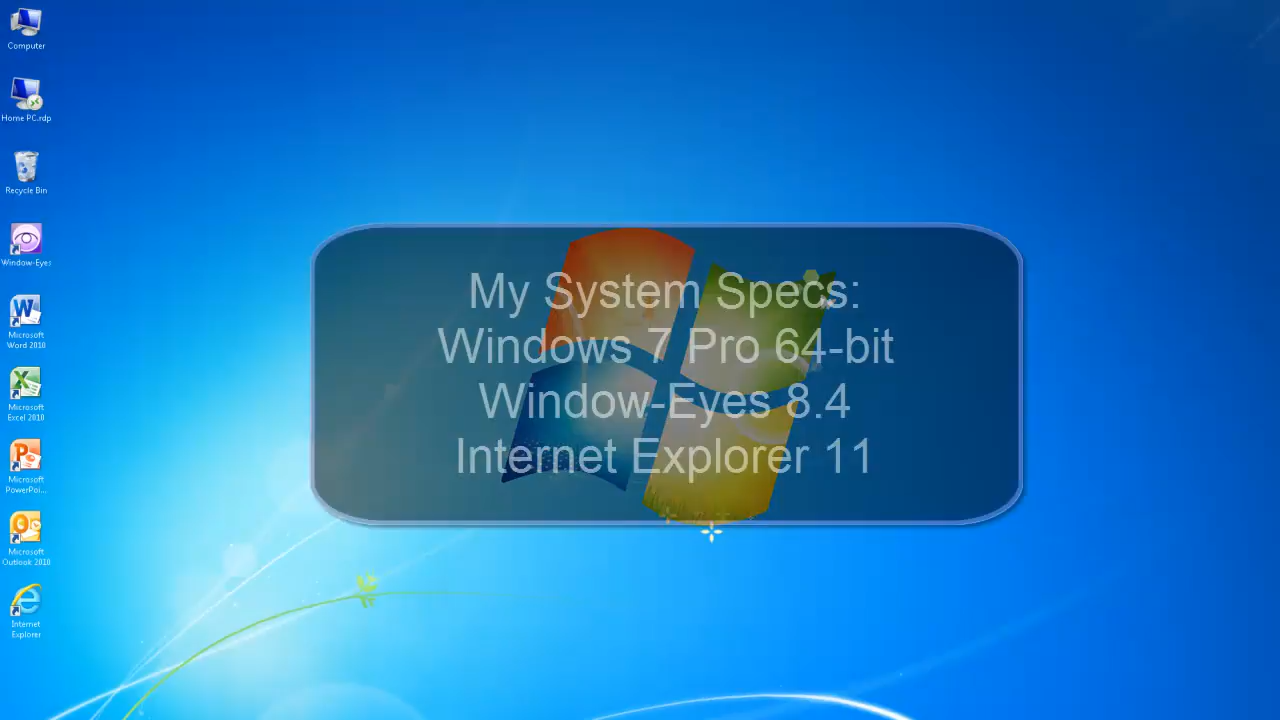 Computer
Home PC.rdp
Recycle Bin
Window-Eyes
Microsoft
Word 2010
Microsoft
Excel 2010
Microsoft
PowerPoi...
Microsoft
Outlook 2010
Internet
Explorer
My System Specs:
Windows 7 Pro 64-bit
Window-Eyes 8.4
Internet Explorer 11